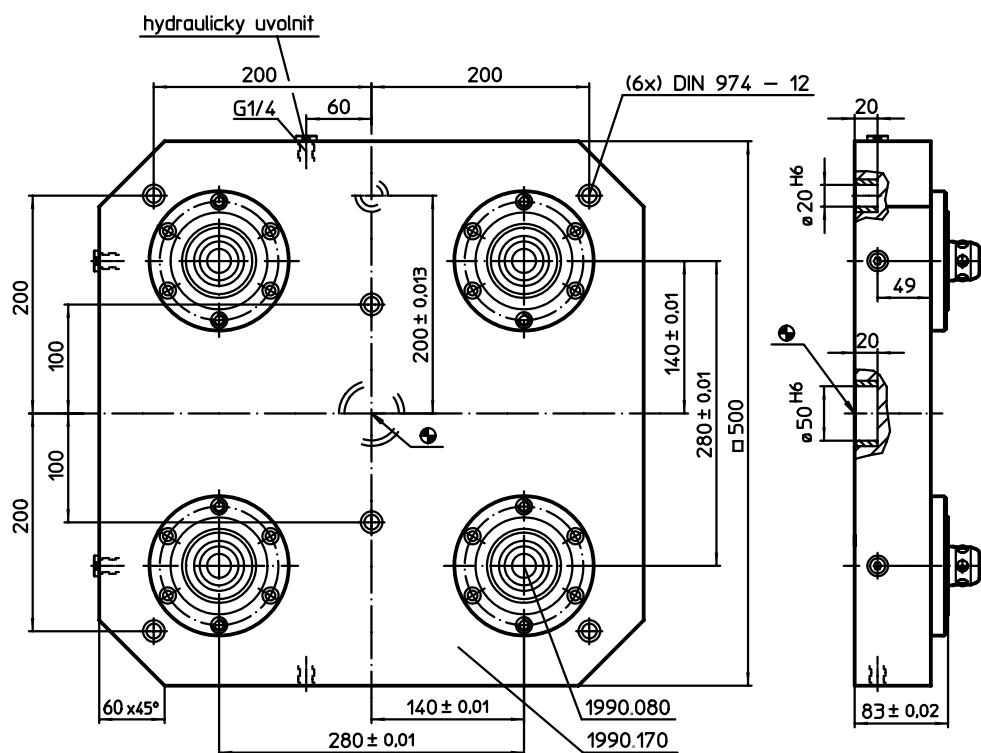 hydraulicky uvolnit
200
200
(6x) DIN 974 – 12
G1/4
60
20
ø20 H6
200
100
200 ± 0,013
140 ± 0,01
280 ± 0,01
□ 500
49
20
ø50 H6
100
200
60 x45°
140 ± 0,01
280 ± 0,01
1990.080
1990.170
83 ± 0,02